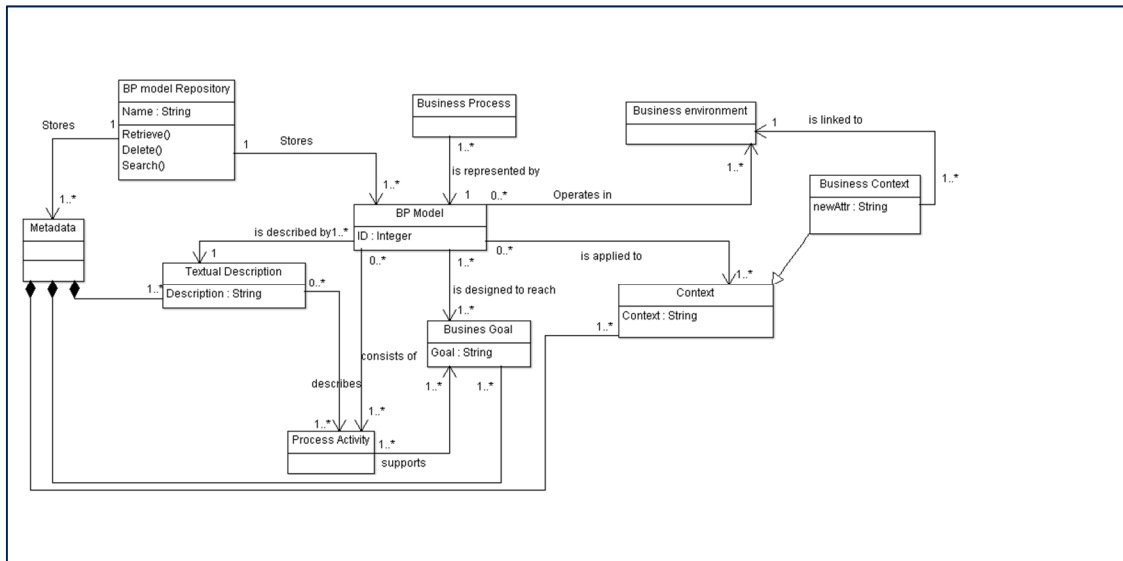 BP model Repository
Name : String
Retrieve()
Delete()
Search()
Business Process
Business environment
1
is linked to
Stores
1
1
Stores
1..*
is represented by
1..*
1..*
Business Context
newAttr : String
1..*
1..*
1
0..*
Operates in
Metadata
BP Model
ID : Integer
is described by1..*
1
0..*
1..*
0..*
is applied to
Textual Description
Description : String
1..*
0..*
is designed to reach
1..*
1..*
Context
Context : String
1..*
Busines Goal
Goal : String
consists of
describes
1..*
1..*
1..*
1..*
Process Activity
1..*
supports